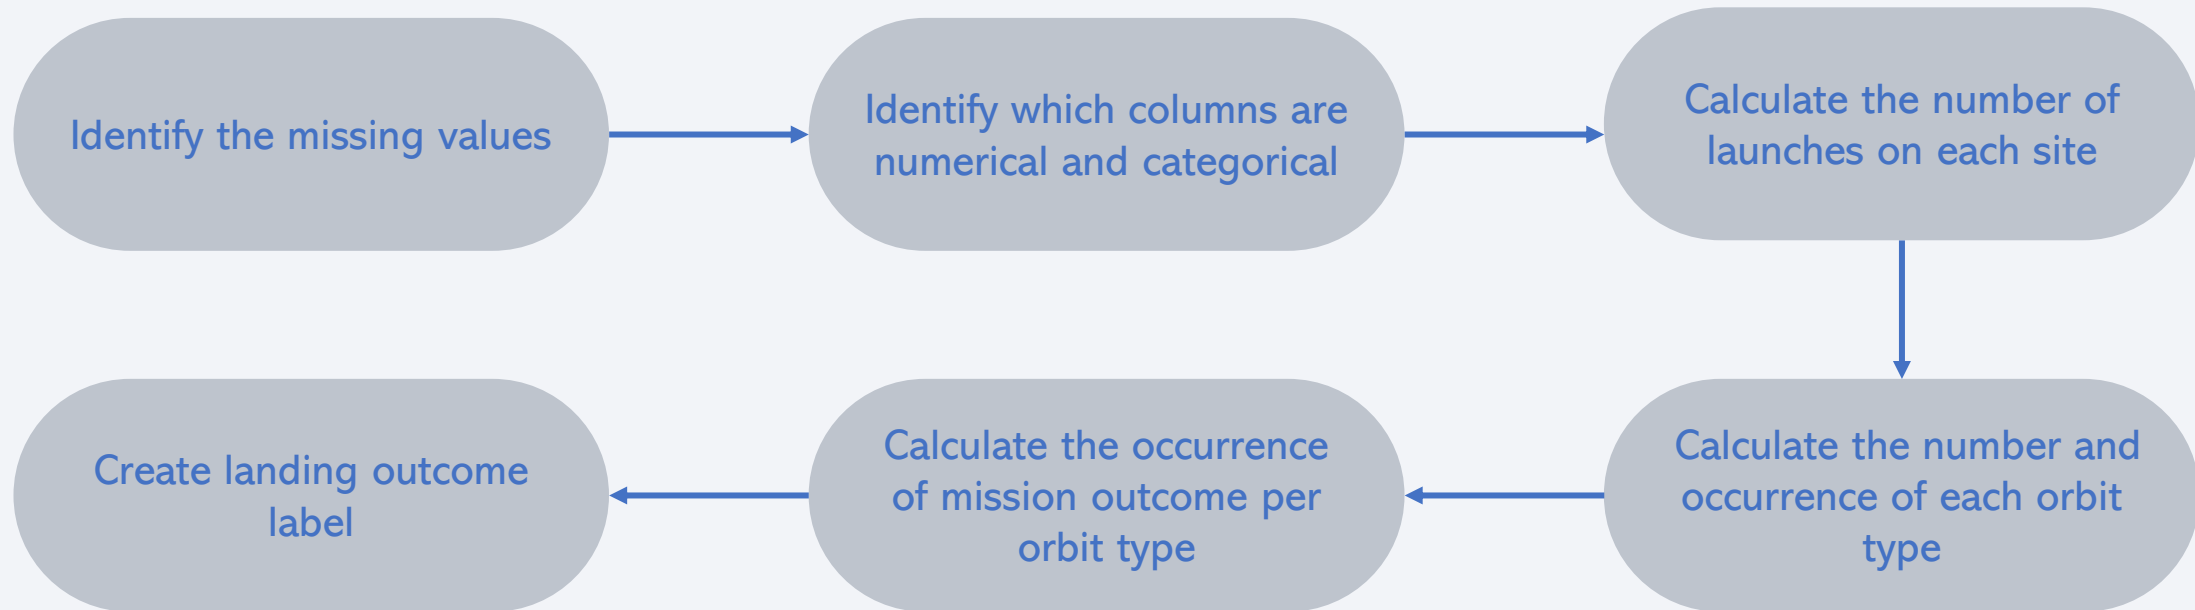 Identify the missing values
Identify which columns are
numerical and categorical
Calculate the number of
launches on each site
Calculate the number and
occurrence of each orbit
type
Calculate the occurrence
of mission outcome per
orbit type
Create landing outcome
label